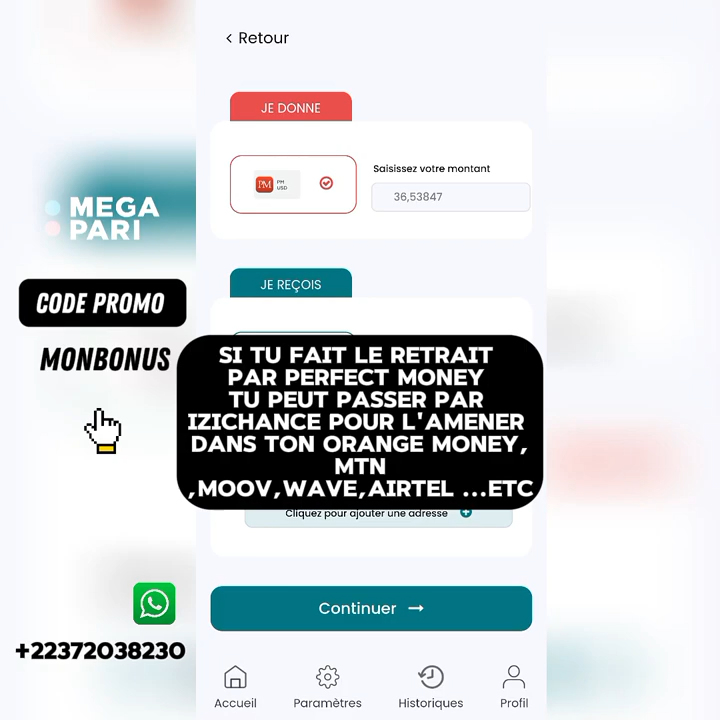 < Retour
JE DONNE
PM
PM
USD
Saisissez votre montant
36,53847
MEGA
PARI
CODE PROMO
MONBONUS
JE REÇOIS
SI TU FAIT LE RETRAIT
PAR PERFECT MONEY
TU PEUT PASSER PAR
IZICHANCE POUR L'AMENER
DANS TON ORANGE MONEY,
MTN
,MOOV,WAVE,AIRTEL ...ETC
Cliquez pour ajouter une adresse
Continuer →
+22372038230
Accueil
Paramètres
Historiques
Profil